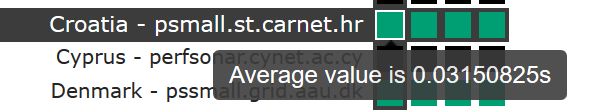 Croatia - psmall.st.carnet.hr
Cyprus - perfsonar.cynet.ac.cy
Average value is 0.03150825s
Denmark - pssmall.grid.aau.dk